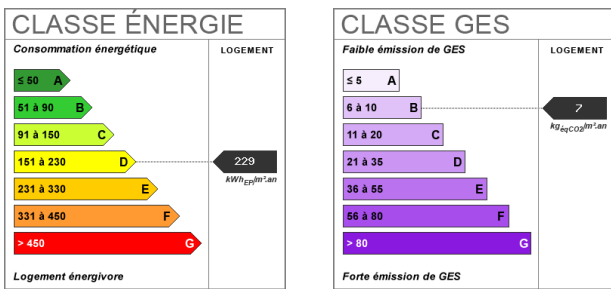 CLASSE ÉNERGIE
Consommation énergétique
LOGEMENT
≤ 50 A
51 à 90 B
91 à 150 C
151 à 230 D
229
kWhEP/m².an
231 à 330 E
331 à 450 F
> 450 G
Logement énergivore
CLASSE GES
Faible émission de GES
LOGEMENT
≤ 5 A
6 à 10 B
7
kgéqCO2/m².an
11 à 20 C
21 à 35 D
36 à 55 E
56 à 80 F
> 80 G
Forte émission de GES